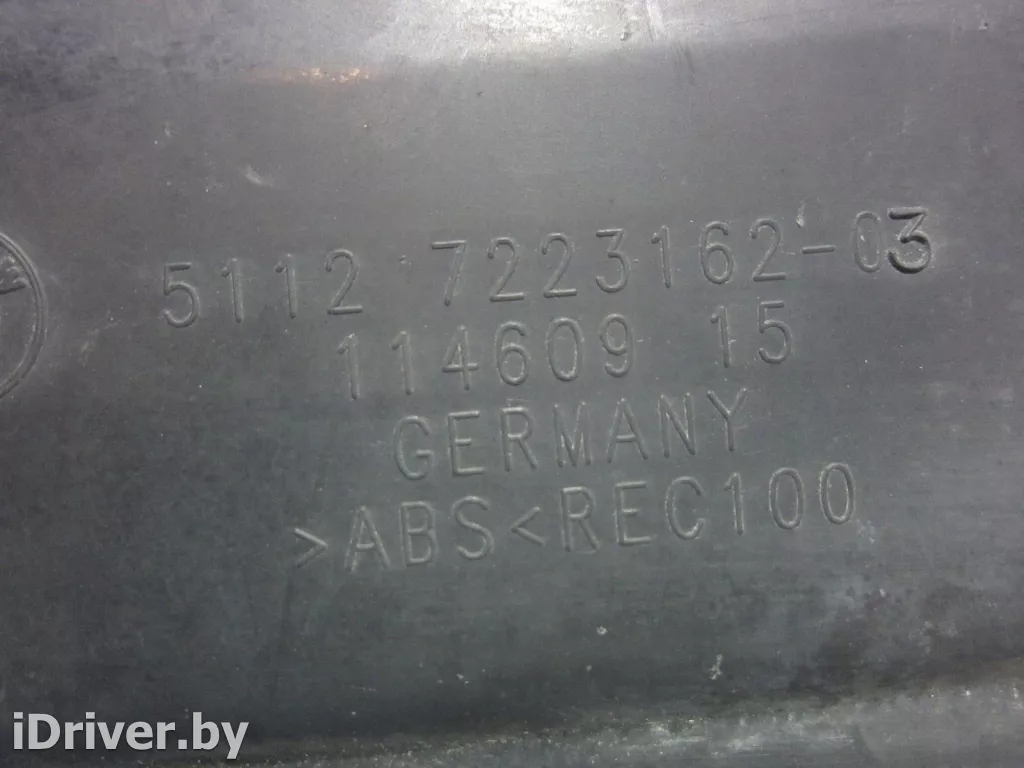 5112 7223162-03
114609 15
GERMANY
>ABS<REC100
iDriver.by